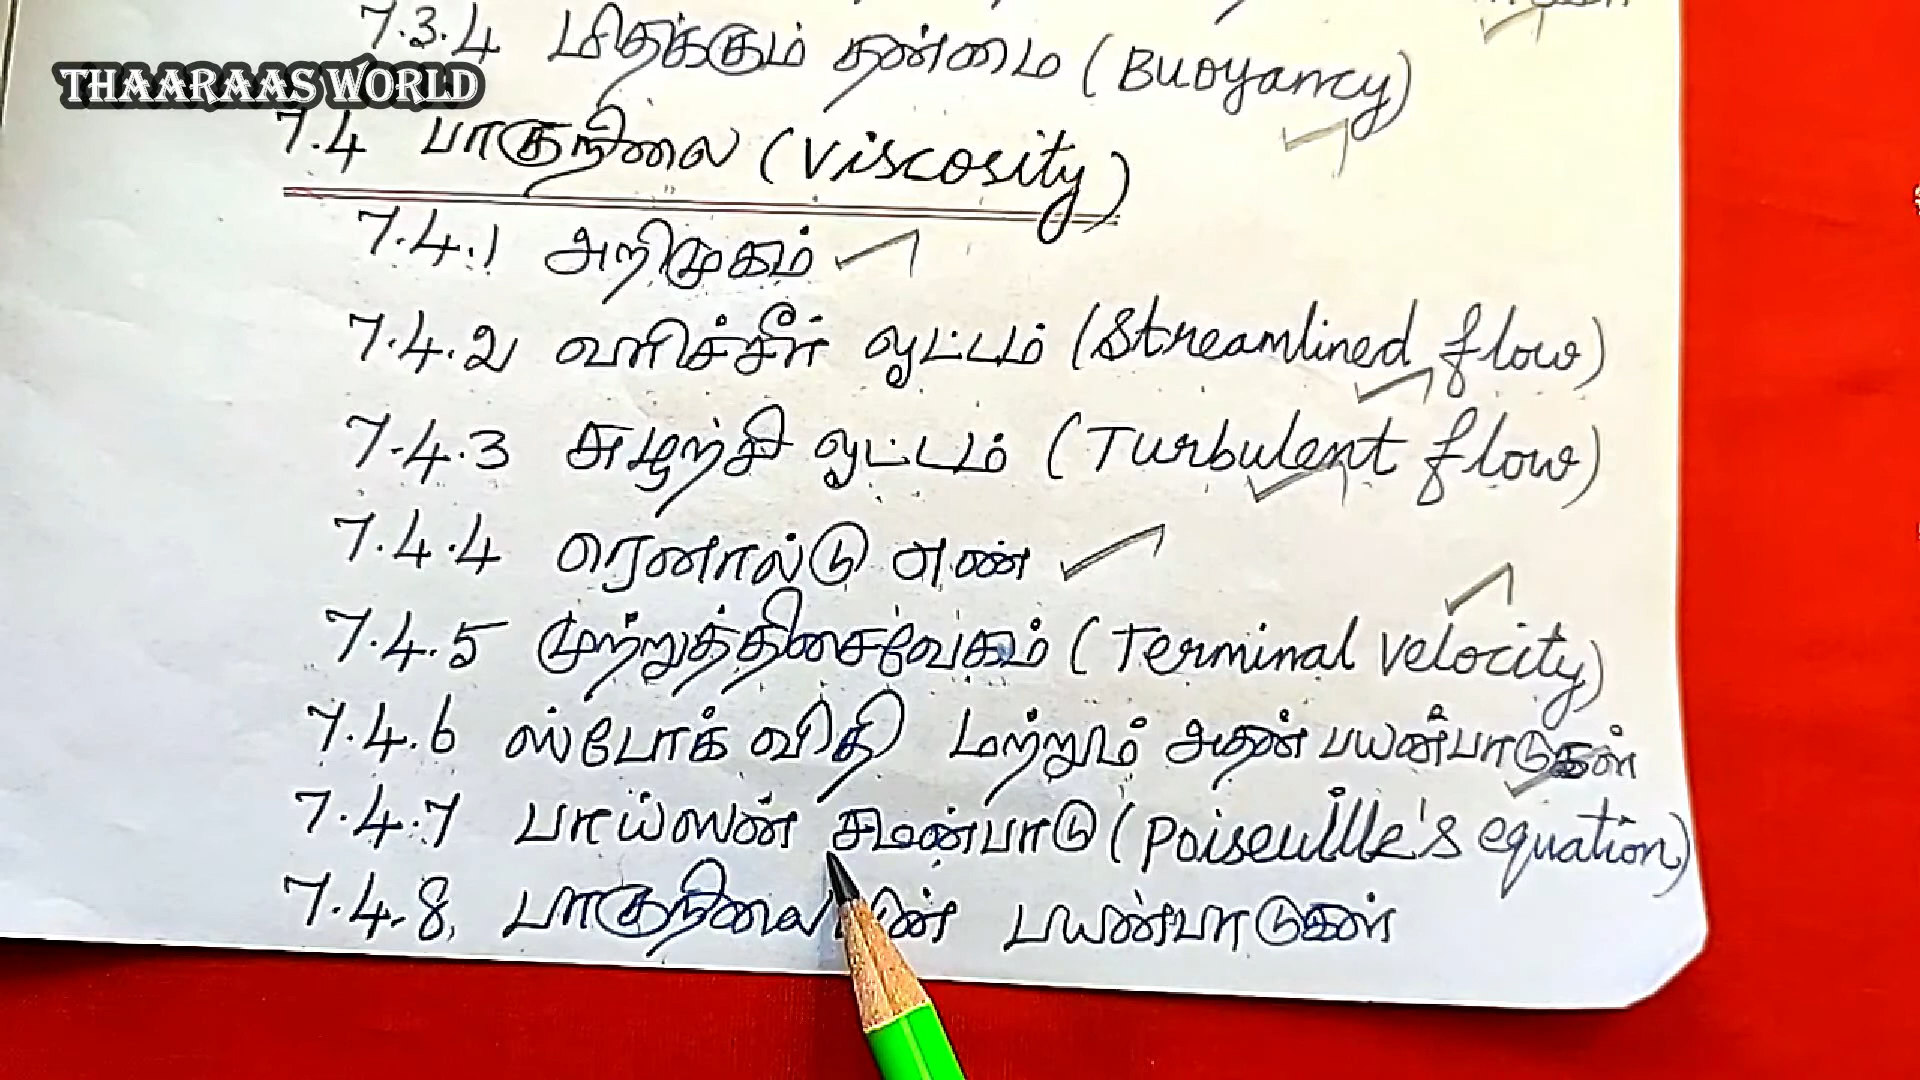 7.3.4 மிதக்கும் தன்மை (Buoyancy)
THAARAAS WORLD
7.4 பாகுநிலை (Viscosity)
7.4.1 அறிமுகம்
7.4.2 வரிச்சீர் ஓட்டம் (Streamlined flow)
7.4.3 சுழற்சி ஓட்டம் (Turbulent flow)
7.4.4 ரெனால்டு எண்
7.4.5 முற்றுத்திசைவேகம் (Terminal velocity)
7.4.6 ஸ்டோக் விதி மற்றும் அதன் பயன்பாடுகள்
7.4.7 பாய்ஸன் சமன்பாடு (Poiseuille's equation)
7.4.8. பாகுநிலையின் பயன்பாடுகள்